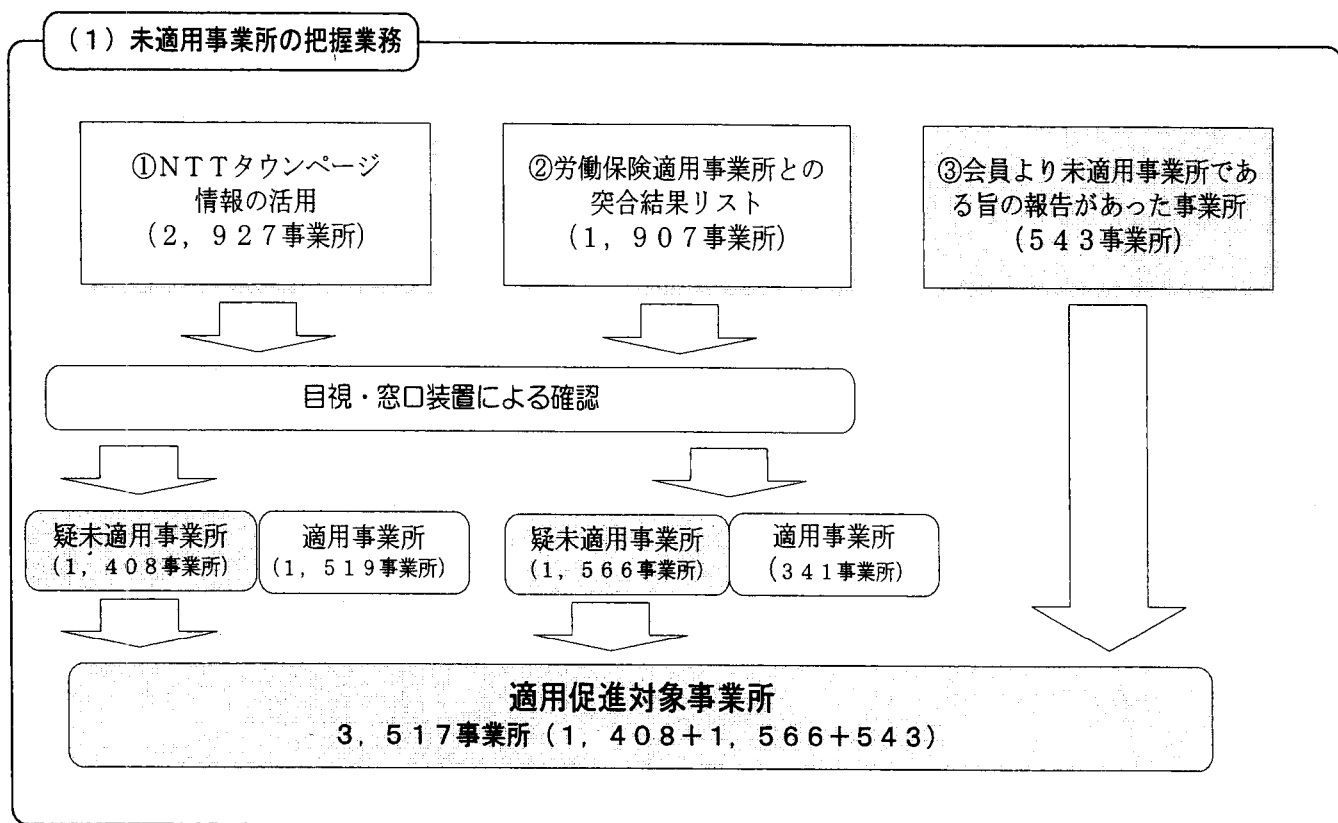 (1)未適用事業所の把握業務
①NTTタウンページ
情報の活用
(2,927事業所)
②労働保険適用事業所との
突合結果リスト
(1,907事業所)
③会員より未適用事業所であ
る旨の報告があった事業所
(543事業所)
目視・窓口装置による確認
疑未適用事業所
(1,408事業所)
適用事業所
(1,519事業所)
疑未適用事業所
(1,566事業所)
適用事業所
(341事業所)
適用促進対象事業所
3,517事業所(1,408+1,566+543)